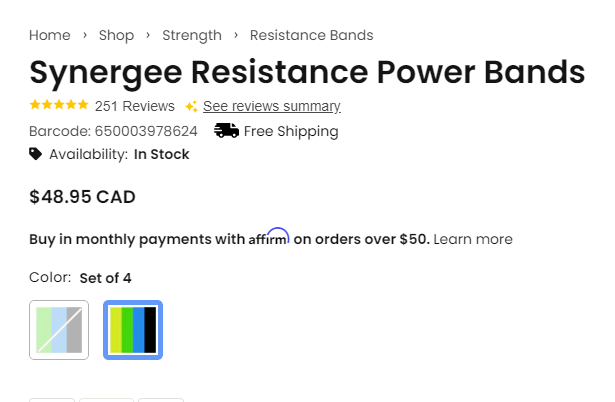 Home › Shop › Strength › Resistance Bands
Synergee Resistance Power Bands
251 Reviews See reviews summary
Barcode: 650003978624 Free Shipping
Availability: In Stock
$48.95 CAD
Buy in monthly payments with affirm on orders over $50. Learn more
Color: Set of 4